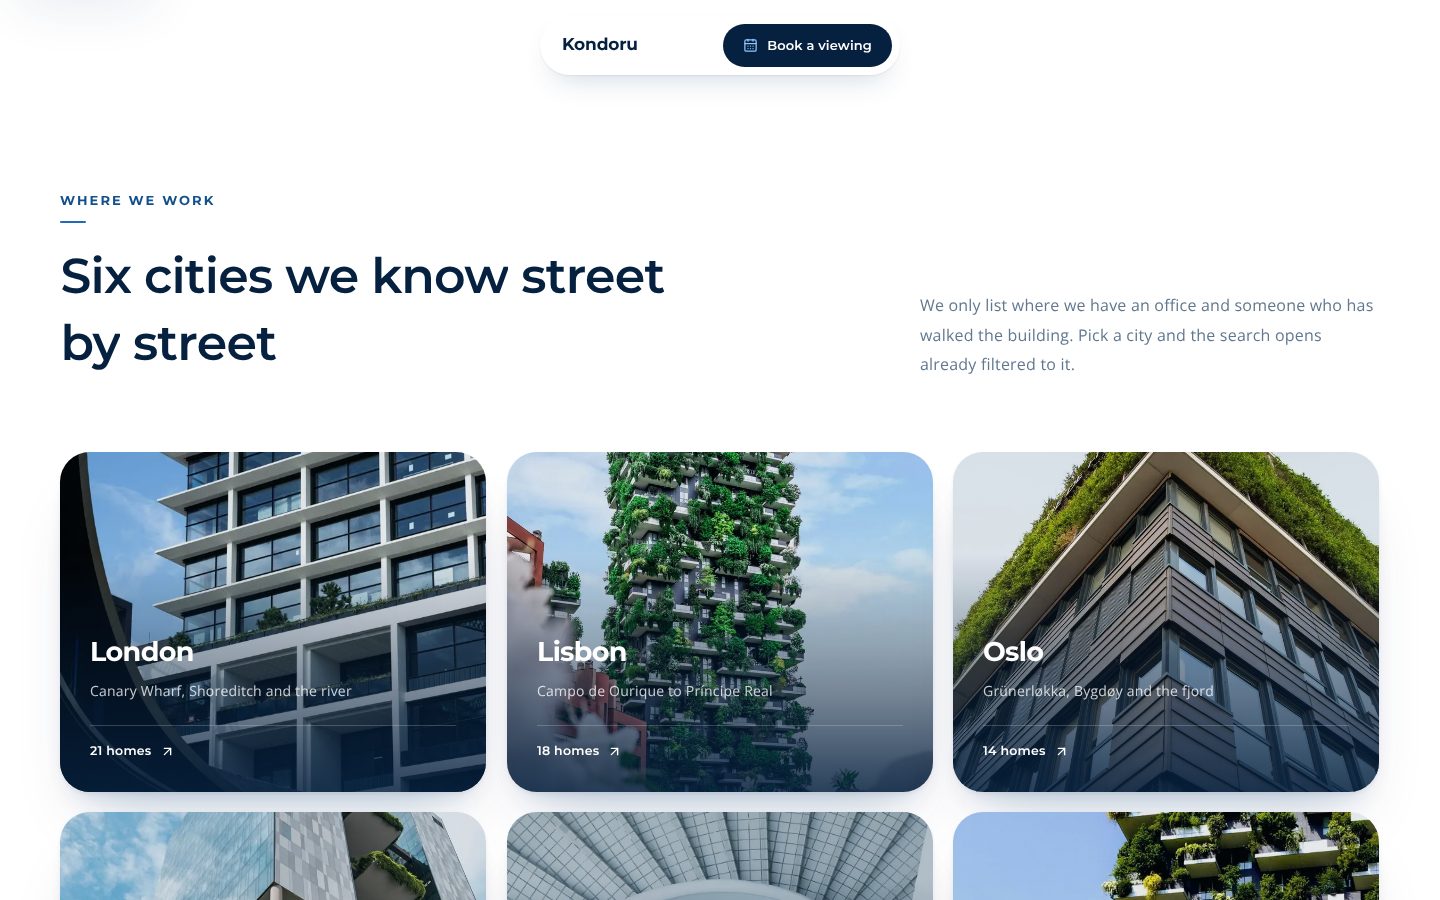 Kondoru
Book a viewing
WHERE WE WORK
Six cities we know street
by street
We only list where we have an office and someone who has
walked the building. Pick a city and the search opens
already filtered to it.
London
Canary Wharf, Shoreditch and the river
21 homes
Lisbon
Campo de Ourique to Príncipe Real
18 homes
Oslo
Grünerløkka, Bygdøy and the fjord
14 homes